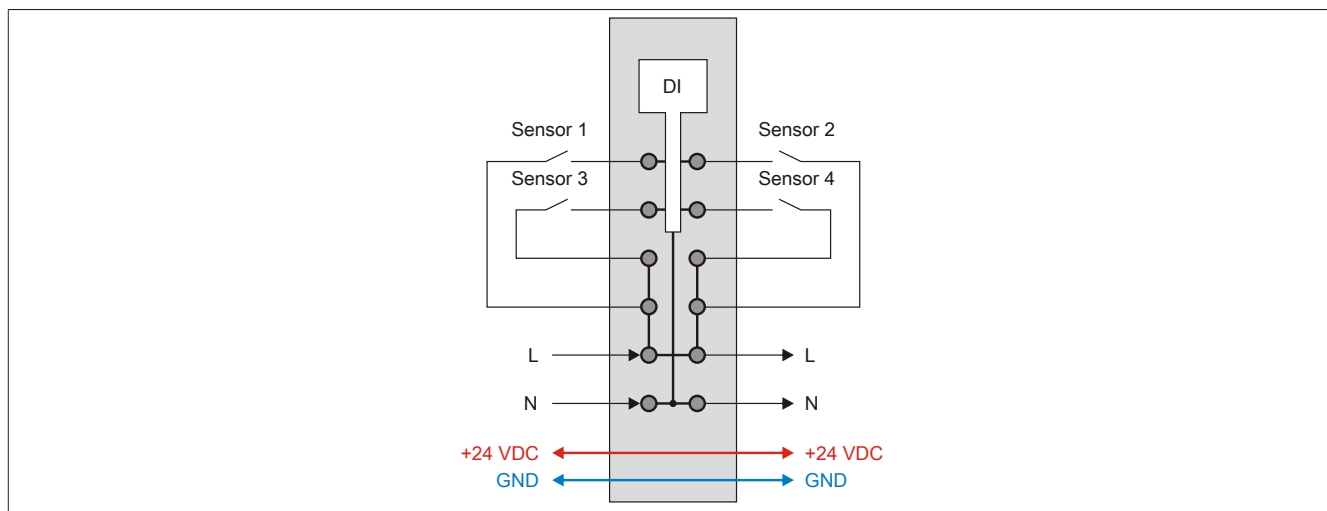 DI
Sensor 1
Sensor 2
Sensor 3
Sensor 4
L
L
N
N
+24 VDC
+24 VDC
GND
GND